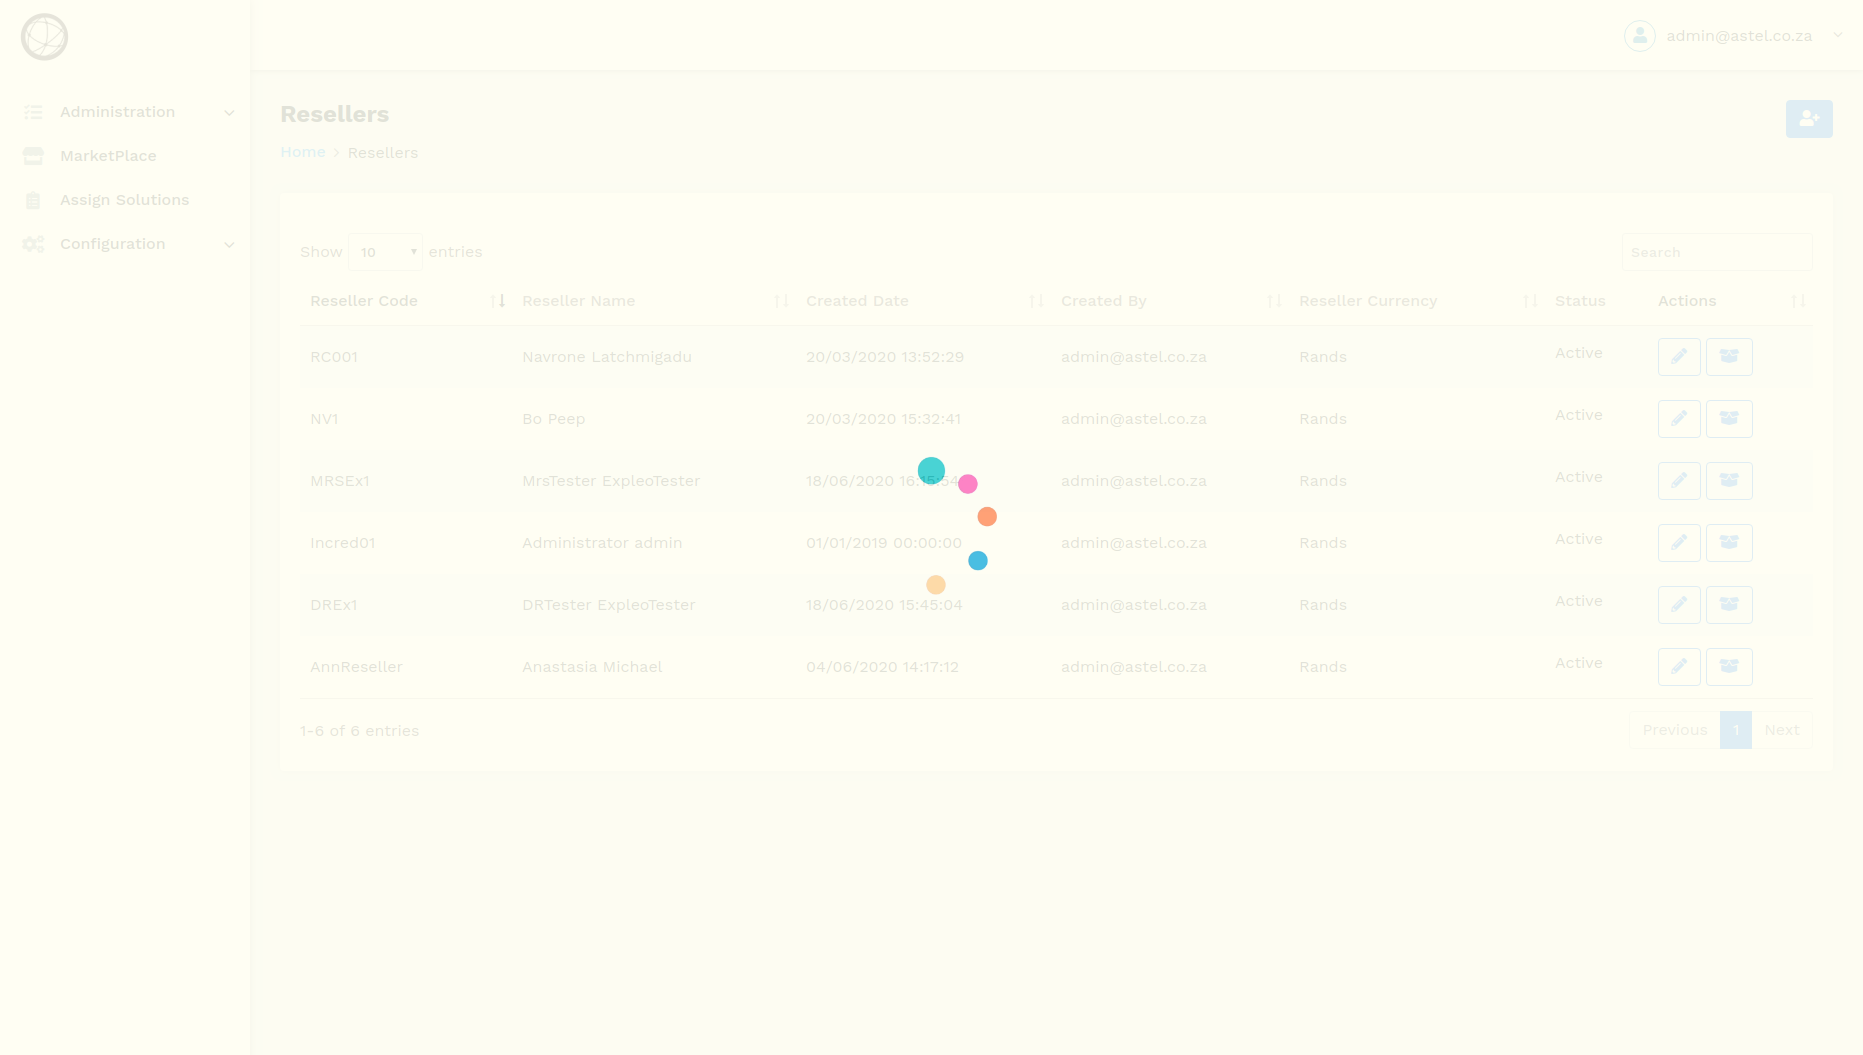 admin@astel.co.za
Administration
MarketPlace
Assign Solutions
Configuration
Resellers
Home > Resellers
Show 10 entries
Search
Reseller Code Reseller Name Created Date Created By Reseller Currency Status Actions
RC001 Navrone Latchmigadu 20/03/2020 13:52:29 admin@astel.co.za Rands Active
NV1 Bo Peep 20/03/2020 15:32:41 admin@astel.co.za Rands Active
MRSEx1 MrsTester ExpleoTester 18/06/2020 16:15:54 admin@astel.co.za Rands Active
Incred01 Administrator admin 01/01/2019 00:00:00 admin@astel.co.za Rands Active
DREx1 DRTester ExpleoTester 18/06/2020 15:45:04 admin@astel.co.za Rands Active
AnnReseller Anastasia Michael 04/06/2020 14:17:12 admin@astel.co.za Rands Active
1-6 of 6 entries
Previous 1 Next